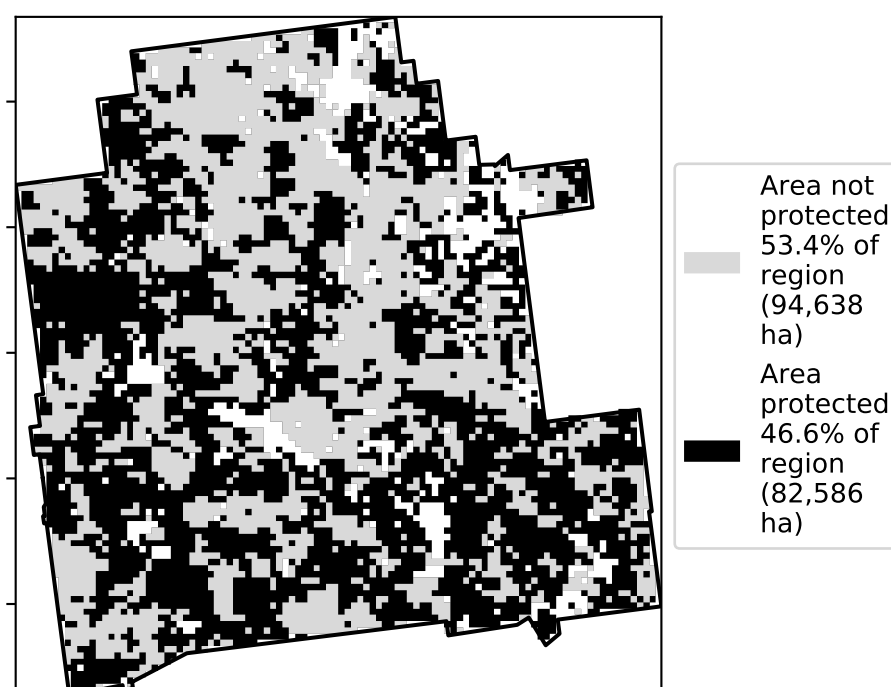 Area not
protected
53.4% of
region
(94,638
ha)
Area
protected
46.6% of
region
(82,586
ha)